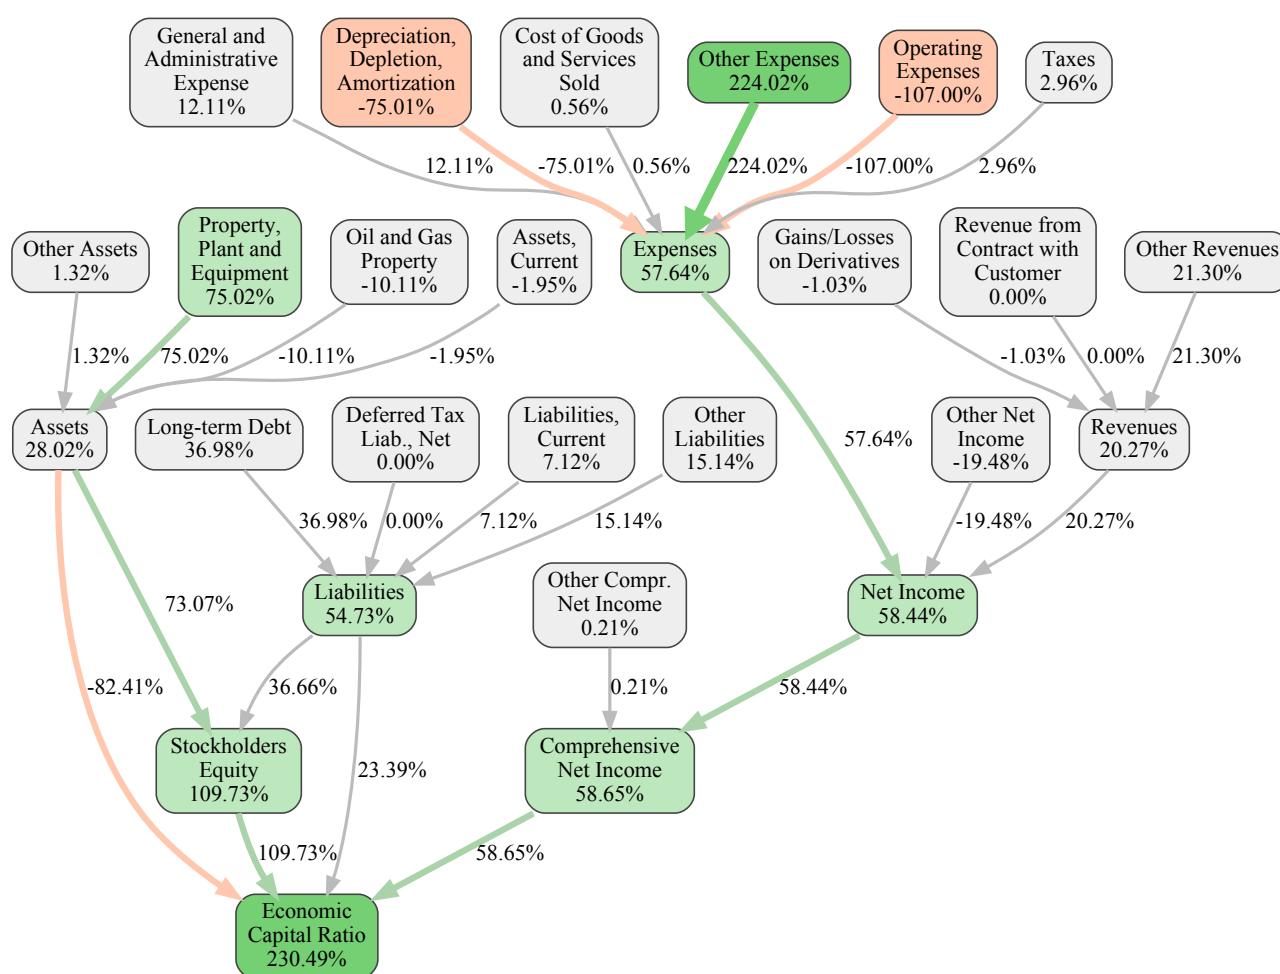 General and
Administrative
Expense
12.11%
Depreciation,
Depletion,
Amortization
-75.01%
Cost of Goods
and Services
Sold
0.56%
Other Expenses
224.02%
Operating
Expenses
-107.00%
Taxes
2.96%
12.11%
-75.01%
0.56%
224.02%
-107.00%
2.96%
Other Assets
1.32%
Property,
Plant and
Equipment
75.02%
Oil and Gas
Property
-10.11%
Assets,
Current
-1.95%
Expenses
57.64%
Gains/Losses
on Derivatives
-1.03%
Revenue from
Contract with
Customer
0.00%
Other Revenues
21.30%
1.32%
75.02%
-10.11%
-1.95%
-1.03%
0.00%
21.30%
Assets
28.02%
Long-term Debt
36.98%
Deferred Tax
Liab., Net
0.00%
Liabilities,
Current
7.12%
Other
Liabilities
15.14%
57.64%
Other Net
Income
-19.48%
Revenues
20.27%
36.98%
0.00%
7.12%
15.14%
-19.48%
20.27%
73.07%
Liabilities
54.73%
Other Compr.
Net Income
0.21%
Net Income
58.44%
-82.41%
36.66%
0.21%
58.44%
Stockholders
Equity
109.73%
23.39%
Comprehensive
Net Income
58.65%
109.73%
58.65%
Economic
Capital Ratio
230.49%